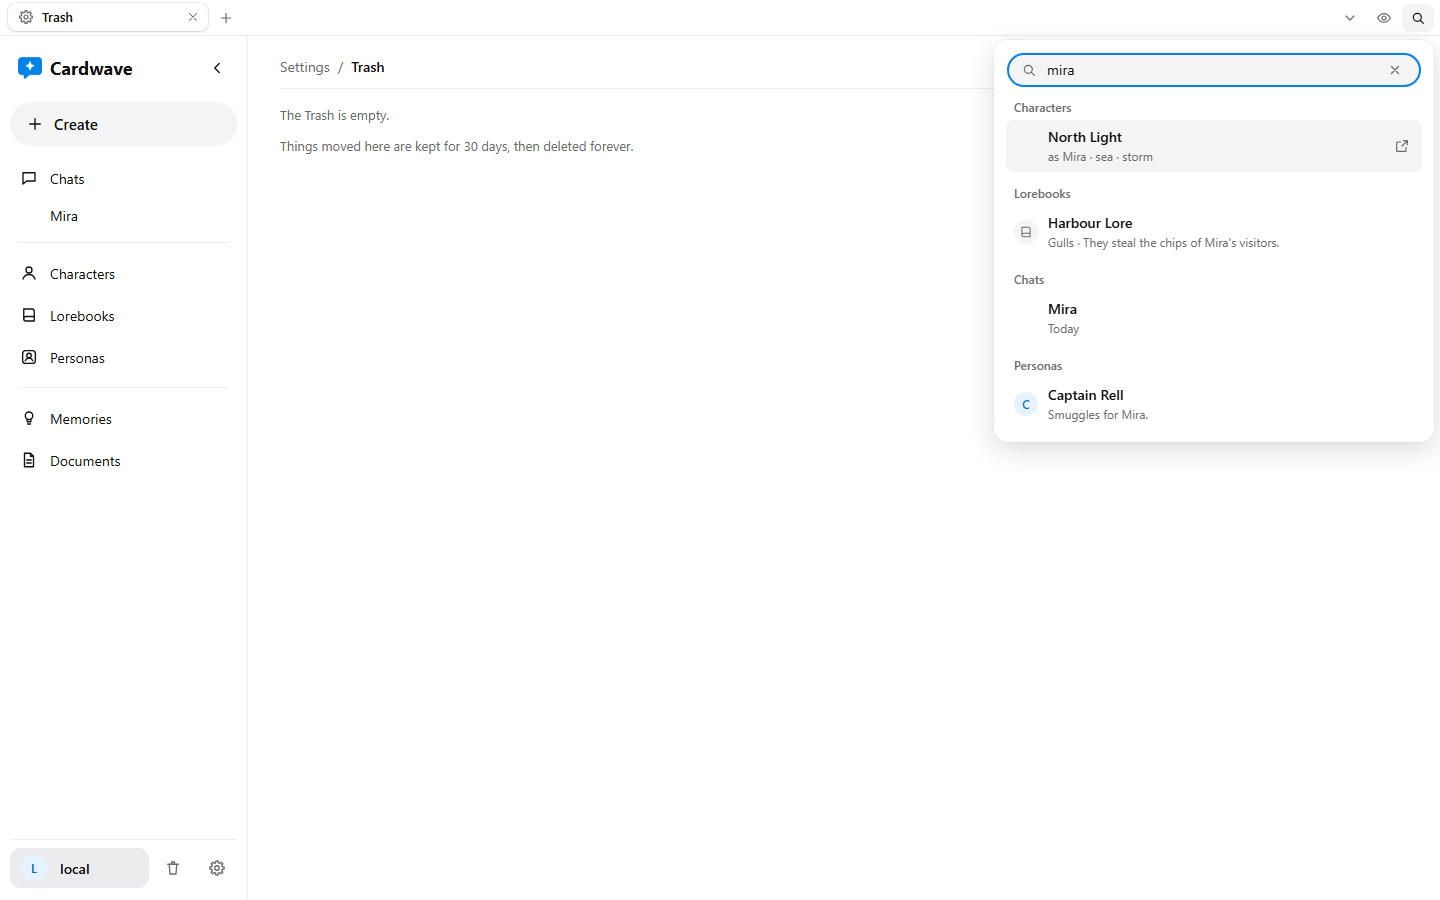 Trash
Cardwave
Create
Chats
Mira
Characters
Lorebooks
Personas
Memories
Documents
L
local
Settings / Trash
The Trash is empty.
Things moved here are kept for 30 days, then deleted forever.
mira
Characters
North Light
as Mira · sea · storm
Lorebooks
Harbour Lore
Gulls · They steal the chips of Mira's visitors.
Chats
Mira
Today
Personas
C
Captain Rell
Smuggles for Mira.